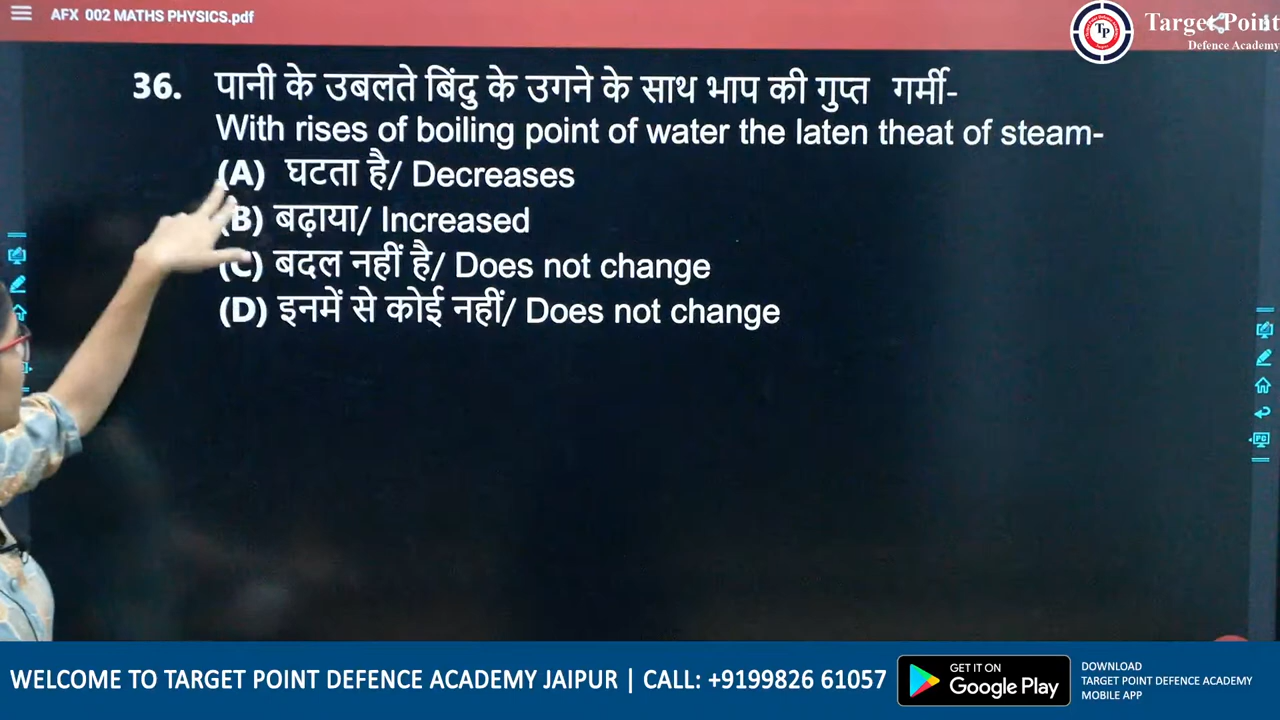 AFX 002 MATHS PHYSICS.pdf
Target Point
Defence Academy
TP
36. पानी के उबलते बिंदु के उगने के साथ भाप की गुप्त गर्मी-
With rises of boiling point of water the laten theat of steam-
(A) घटता है/ Decreases
(B) बढ़ाया/ Increased
(C) बदल नहीं है/ Does not change
(D) इनमें से कोई नहीं/ Does not change
WELCOME TO TARGET POINT DEFENCE ACADEMY JAIPUR | CALL: +9199826 61057
GET IT ON
Google Play
DOWNLOAD
TARGET POINT DEFENCE ACADEMY
MOBILE APP